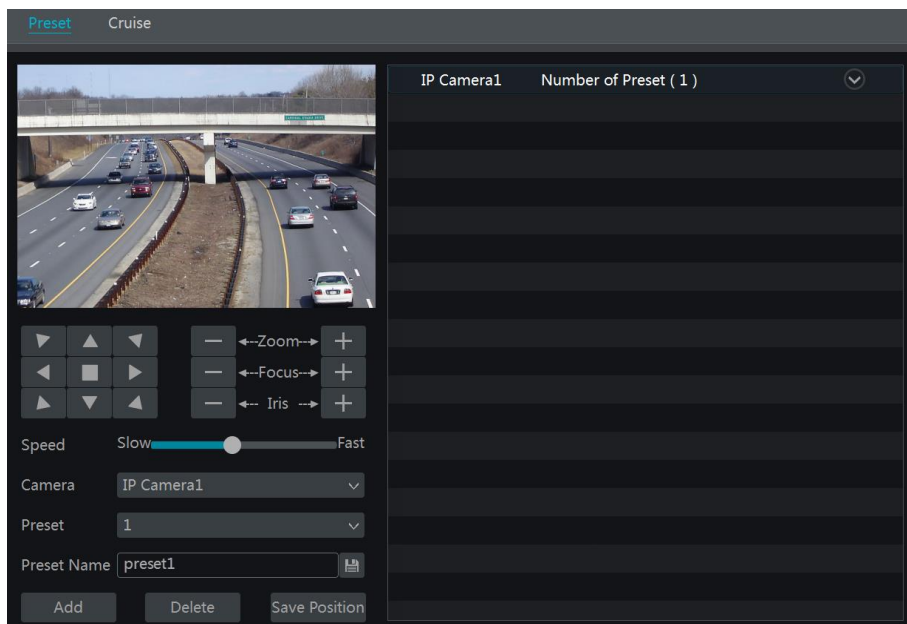 Preset Cruise
IP Camera1 Number of Preset ( 1 )
Zoom
Focus
Iris
Speed Slow Fast
Camera IP Camera1
Preset 1
Preset Name preset1
Add Delete Save Position